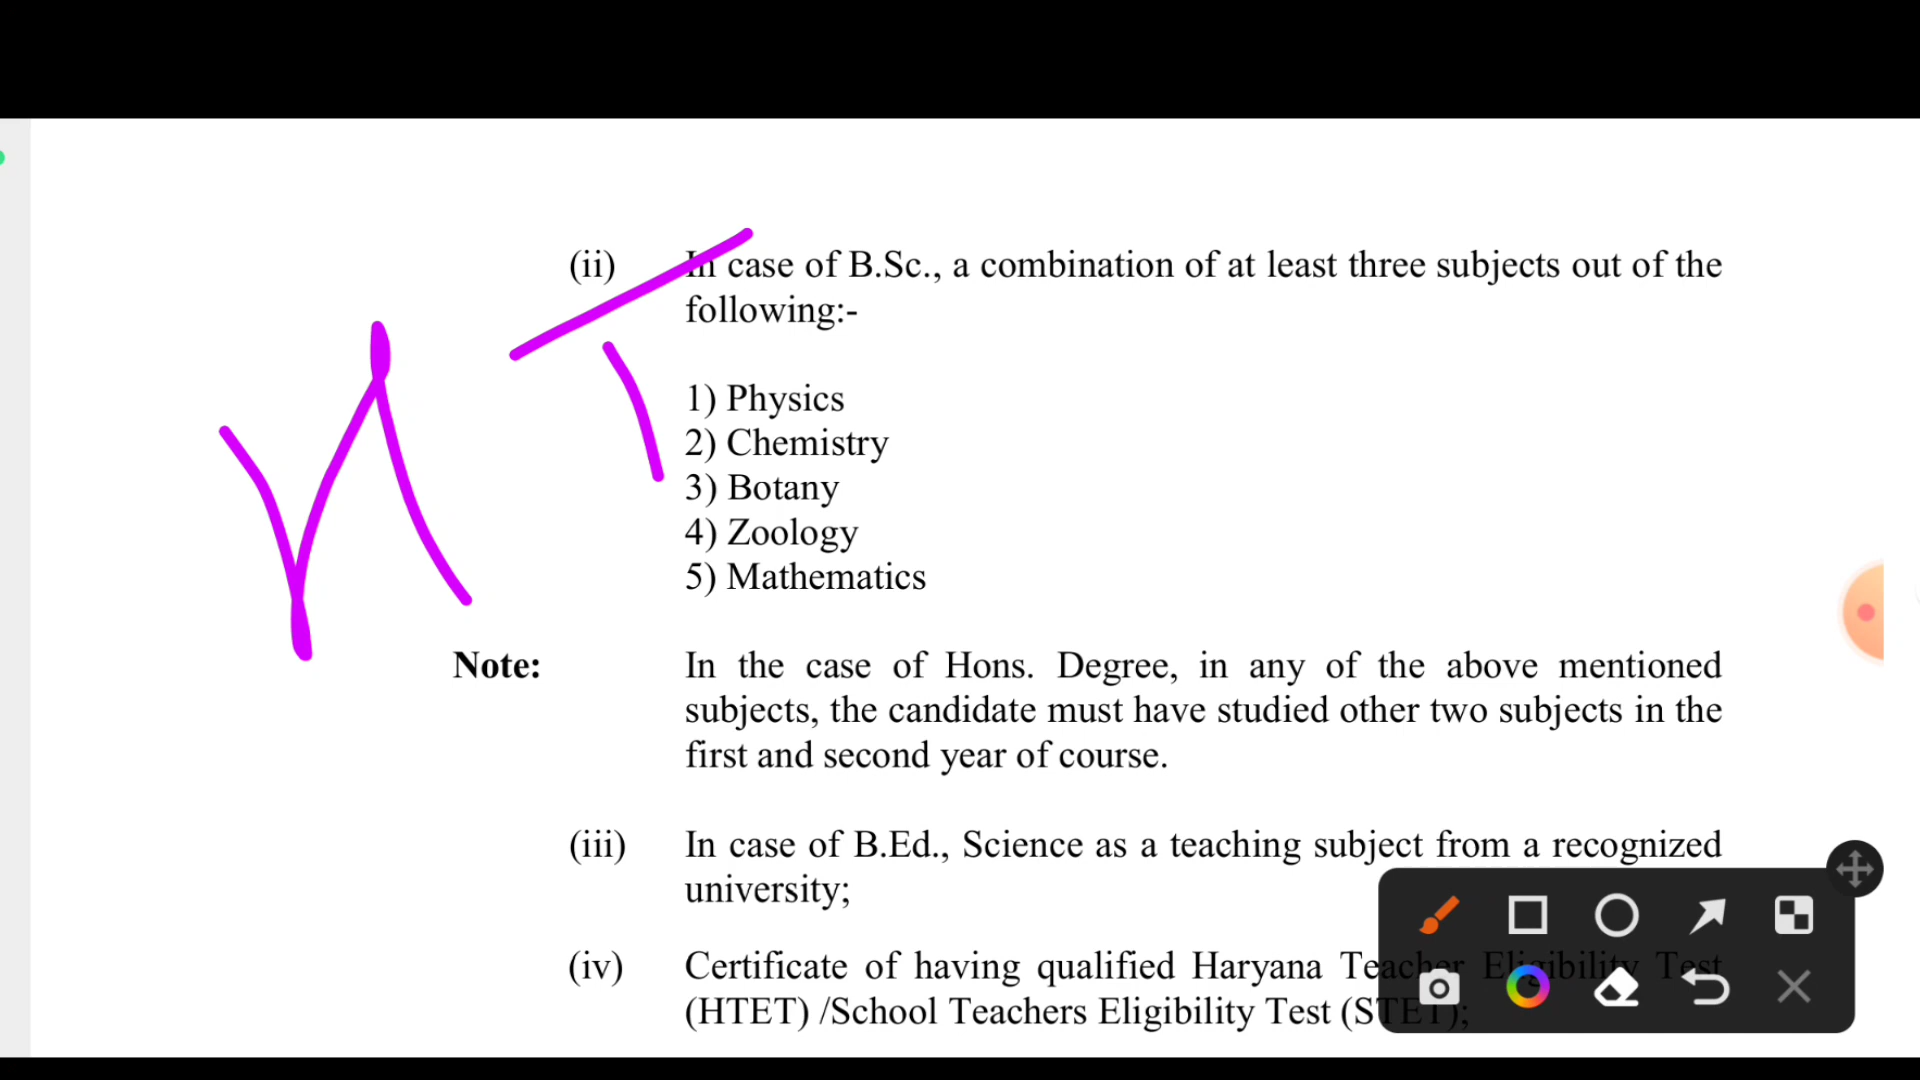 (ii) In case of B.Sc., a combination of at least three subjects out of the
following:-
1) Physics
2) Chemistry
3) Botany
4) Zoology
5) Mathematics
Note: In the case of Hons. Degree, in any of the above mentioned
subjects, the candidate must have studied other two subjects in the
first and second year of course.
(iii) In case of B.Ed., Science as a teaching subject from a recognized
university;
(iv) Certificate of having qualified Haryana Teacher Eligibility Test
(HTET) /School Teachers Eligibility Test (STET);